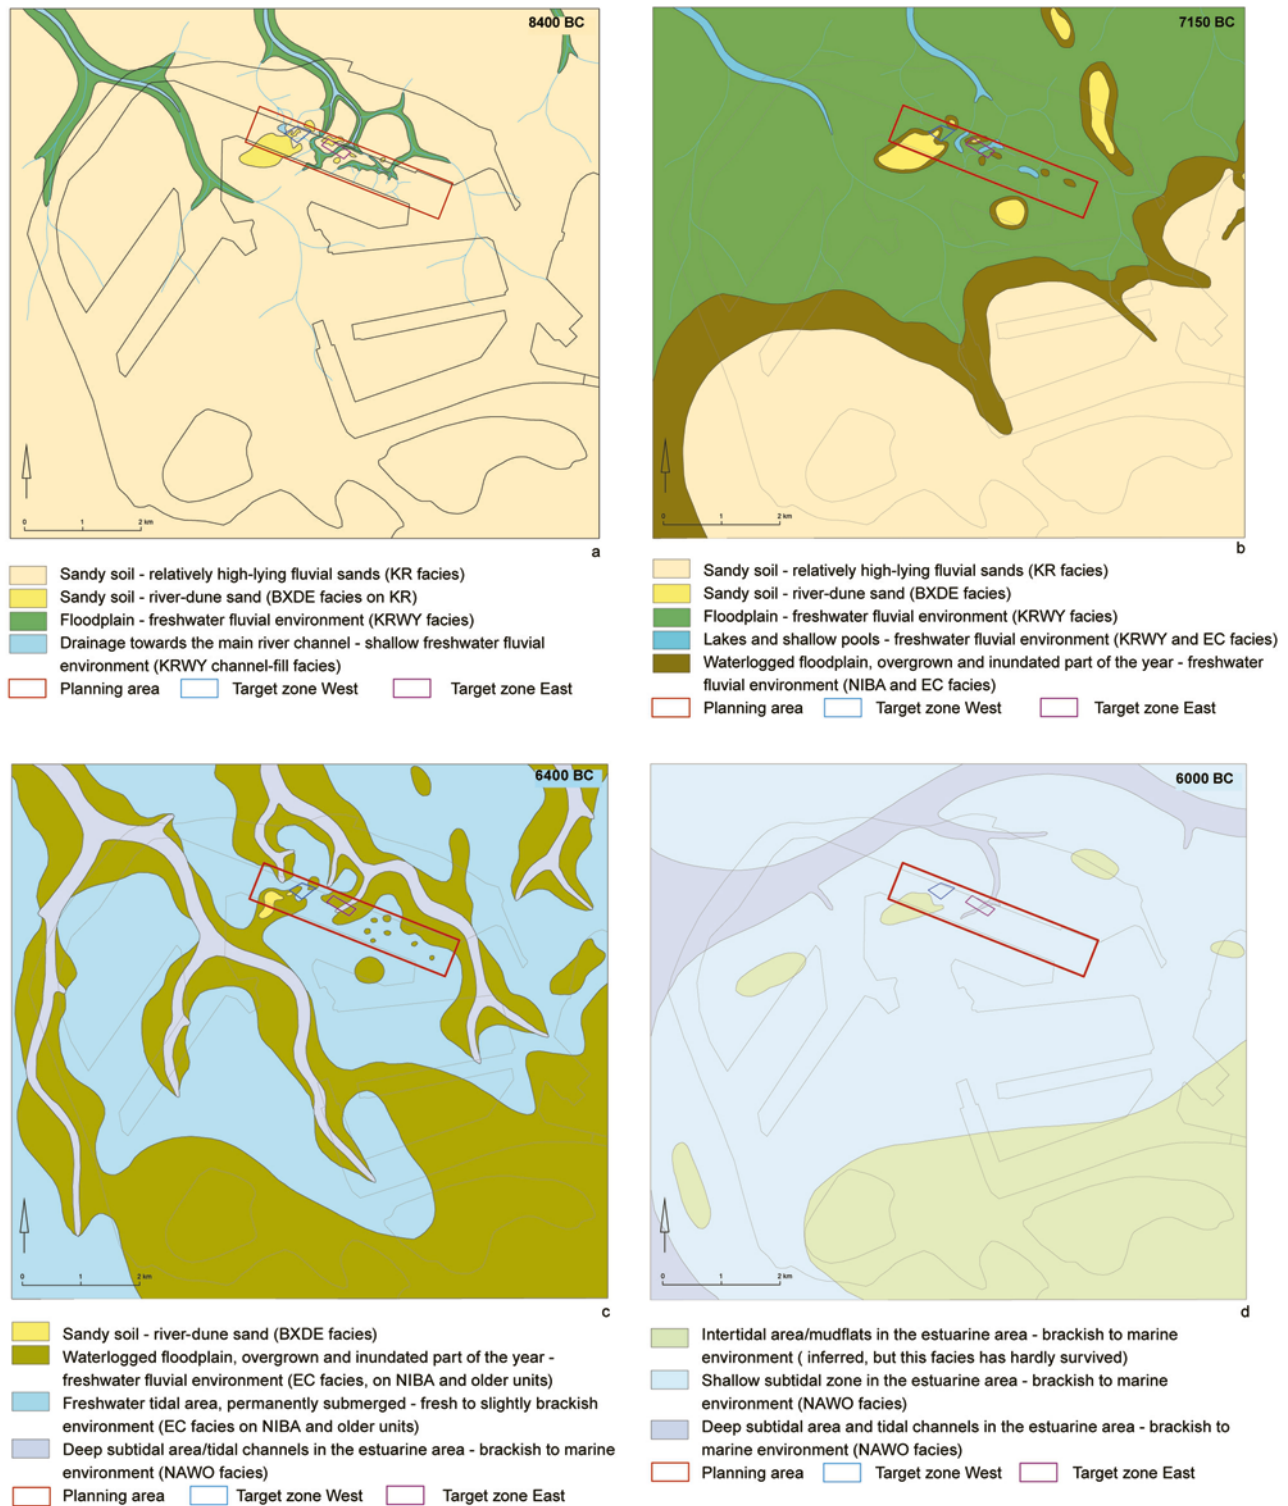 8400 BC
0 1 2 km
a
Sandy soil - relatively high-lying fluvial sands (KR facies)
Sandy soil - river-dune sand (BXDE facies on KR)
Floodplain - freshwater fluvial environment (KRWY facies)
Drainage towards the main river channel - shallow freshwater fluvial
environment (KRWY channel-fill facies)
Planning area Target zone West Target zone East
7150 BC
0 1 2 km
b
Sandy soil - relatively high-lying fluvial sands (KR facies)
Sandy soil - river-dune sand (BXDE facies)
Floodplain - freshwater fluvial environment (KRWY facies)
Lakes and shallow pools - freshwater fluvial environment (KRWY and EC facies)
Waterlogged floodplain, overgrown and inundated part of the year - freshwater
fluvial environment (NIBA and EC facies)
Planning area Target zone West Target zone East
6400 BC
0 1 2 km
c
Sandy soil - river-dune sand (BXDE facies)
Waterlogged floodplain, overgrown and inundated part of the year -
freshwater fluvial environment (EC facies, on NIBA and older units)
Freshwater tidal area, permanently submerged - fresh to slightly brackish
environment (EC facies on NIBA and older units)
Deep subtidal area/tidal channels in the estuarine area - brackish to marine
environment (NAWO facies)
Planning area Target zone West Target zone East
6000 BC
0 1 2 km
d
Intertidal area/mudflats in the estuarine area - brackish to marine
environment ( inferred, but this facies has hardly survived)
Shallow subtidal zone in the estuarine area - brackish to marine
environment (NAWO facies)
Deep subtidal area and tidal channels in the estuarine area - brackish to
marine environment (NAWO facies)
Planning area Target zone West Target zone East